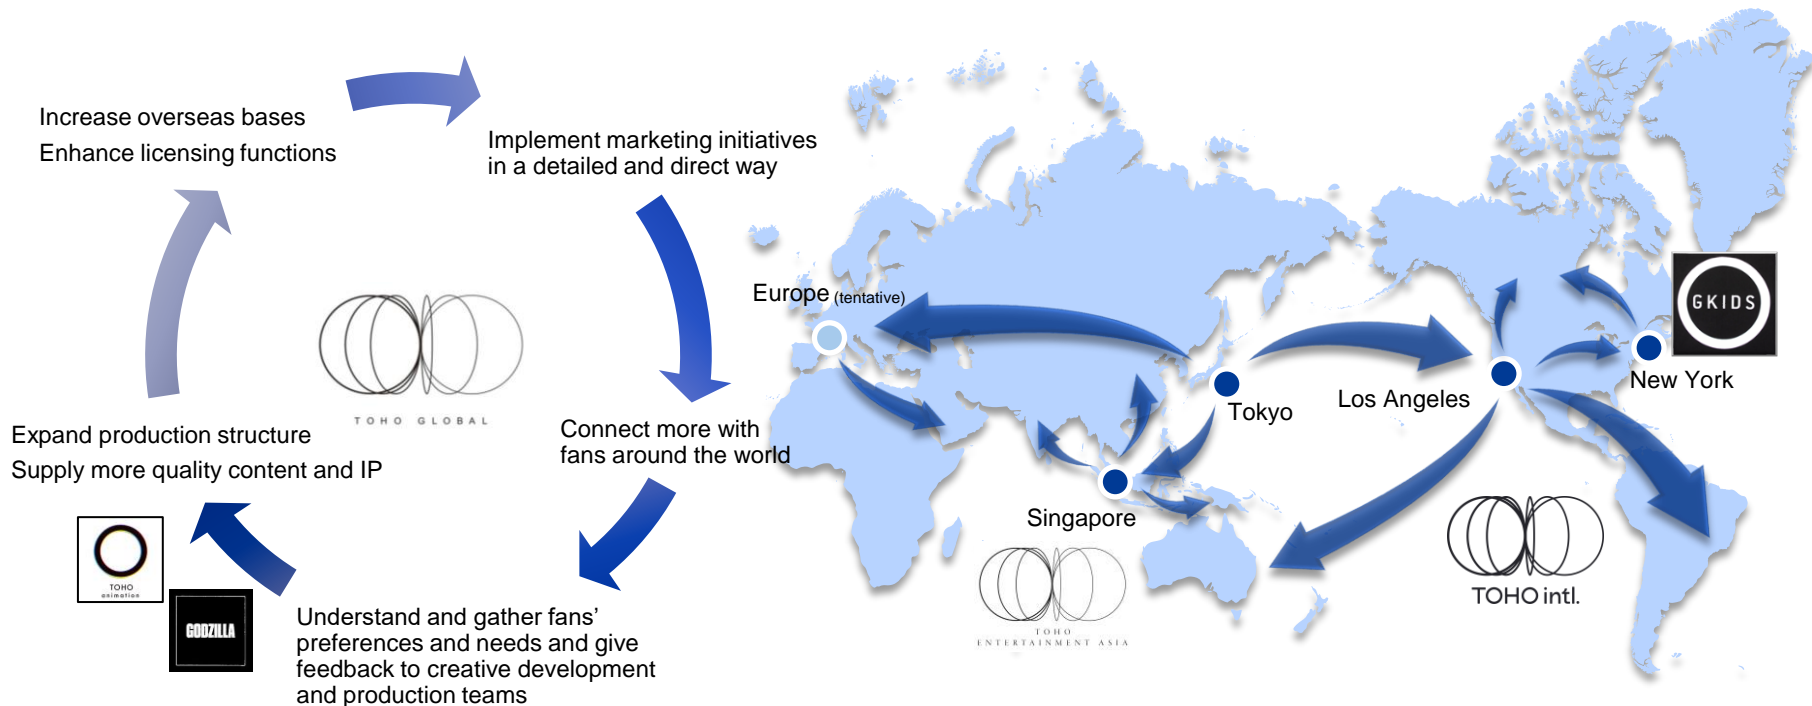 Increase overseas bases
Enhance licensing functions
Implement marketing initiatives
in a detailed and direct way
Connect more with
fans around the world
Understand and gather fans’
preferences and needs and give
feedback to creative development
and production teams
Expand production structure
Supply more quality content and IP
TOHO GLOBAL
TOHO
animation
GODZILLA
Europe (tentative)
Tokyo
Singapore
TOHO
ENTERTAINMENT ASIA
Los Angeles
New York
GKIDS
TOHO intl.